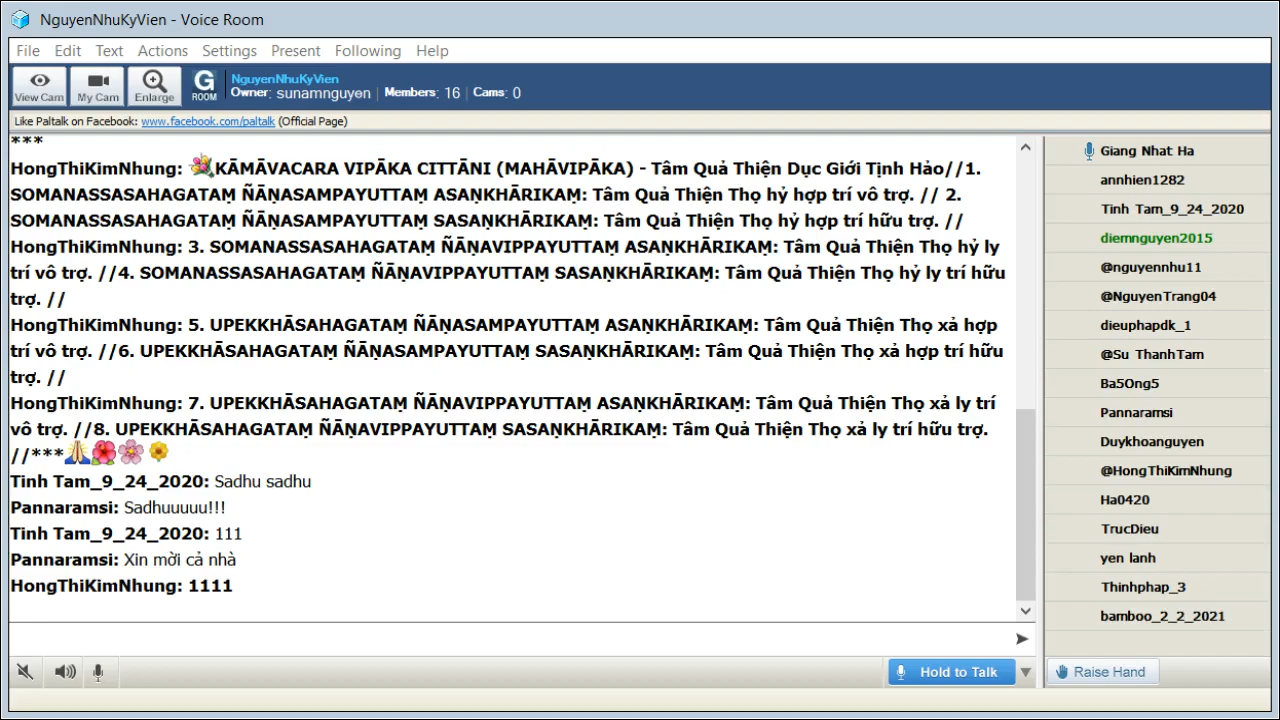 NguyenNhuKyVien - Voice Room
File Edit Text Actions Settings Present Following Help
View Cam My Cam Enlarge G ROOM
NguyenNhuKyVien
Owner: sunamnguyen | Members: 16 | Cams: 0
Like Paltalk on Facebook: www.facebook.com/paltalk (Official Page)
***
HongThiKimNhung: KĀMĀVACARA VIPĀKA CITTĀNI (MAHĀVIPĀKA) - Tâm Quả Thiện Dục Giới Tịnh Hảo//1.
SOMANASSASAHAGATAṂ ÑĀṆASAMPAYUTTAṂ ASAṆKHĀRIKAṂ: Tâm Quả Thiện Thọ hỷ hợp trí vô trợ. // 2.
SOMANASSASAHAGATAṂ ÑĀṆASAMPAYUTTAṂ SASAṆKHĀRIKAṂ: Tâm Quả Thiện Thọ hỷ hợp trí hữu trợ. //
HongThiKimNhung: 3. SOMANASSASAHAGATAṂ ÑĀṆAVIPPAYUTTAṂ ASAṆKHĀRIKAṂ: Tâm Quả Thiện Thọ hỷ ly
trí vô trợ. //4. SOMANASSASAHAGATAṂ ÑĀṆAVIPPAYUTTAṂ SASAṆKHĀRIKAṂ: Tâm Quả Thiện Thọ hỷ ly trí hữu
trợ. //
HongThiKimNhung: 5. UPEKKHĀSAHAGATAṂ ÑĀṆASAMPAYUTTAṂ ASAṆKHĀRIKAṂ: Tâm Quả Thiện Thọ xả hợp
trí vô trợ. //6. UPEKKHĀSAHAGATAṂ ÑĀṆASAMPAYUTTAṂ SASAṆKHĀRIKAṂ: Tâm Quả Thiện Thọ xả hợp trí hữu
trợ. //
HongThiKimNhung: 7. UPEKKHĀSAHAGATAṂ ÑĀṆAVIPPAYUTTAṂ ASAṆKHĀRIKAṂ: Tâm Quả Thiện Thọ xả ly trí
vô trợ. //8. UPEKKHĀSAHAGATAṂ ÑĀṆAVIPPAYUTTAṂ SASAṆKHĀRIKAṂ: Tâm Quả Thiện Thọ xả ly trí hữu trợ.
//***
Tinh Tam_9_24_2020: Sadhu sadhu
Pannaramsi: Sadhuuuuu!!!
Tinh Tam_9_24_2020: 111
Pannaramsi: Xin mời cả nhà
HongThiKimNhung: 1111
Giang Nhat Ha
annhien1282
Tinh Tam_9_24_2020
diemnguyen2015
@nguyennhu11
@NguyenTrang04
dieuphapdk_1
@Su ThanhTam
Ba5Ong5
Pannaramsi
Duykhoanguyen
@HongThiKimNhung
Ha0420
TrucDieu
yen lanh
Thinhphap_3
bamboo_2_2_2021
Hold to Talk
Raise Hand